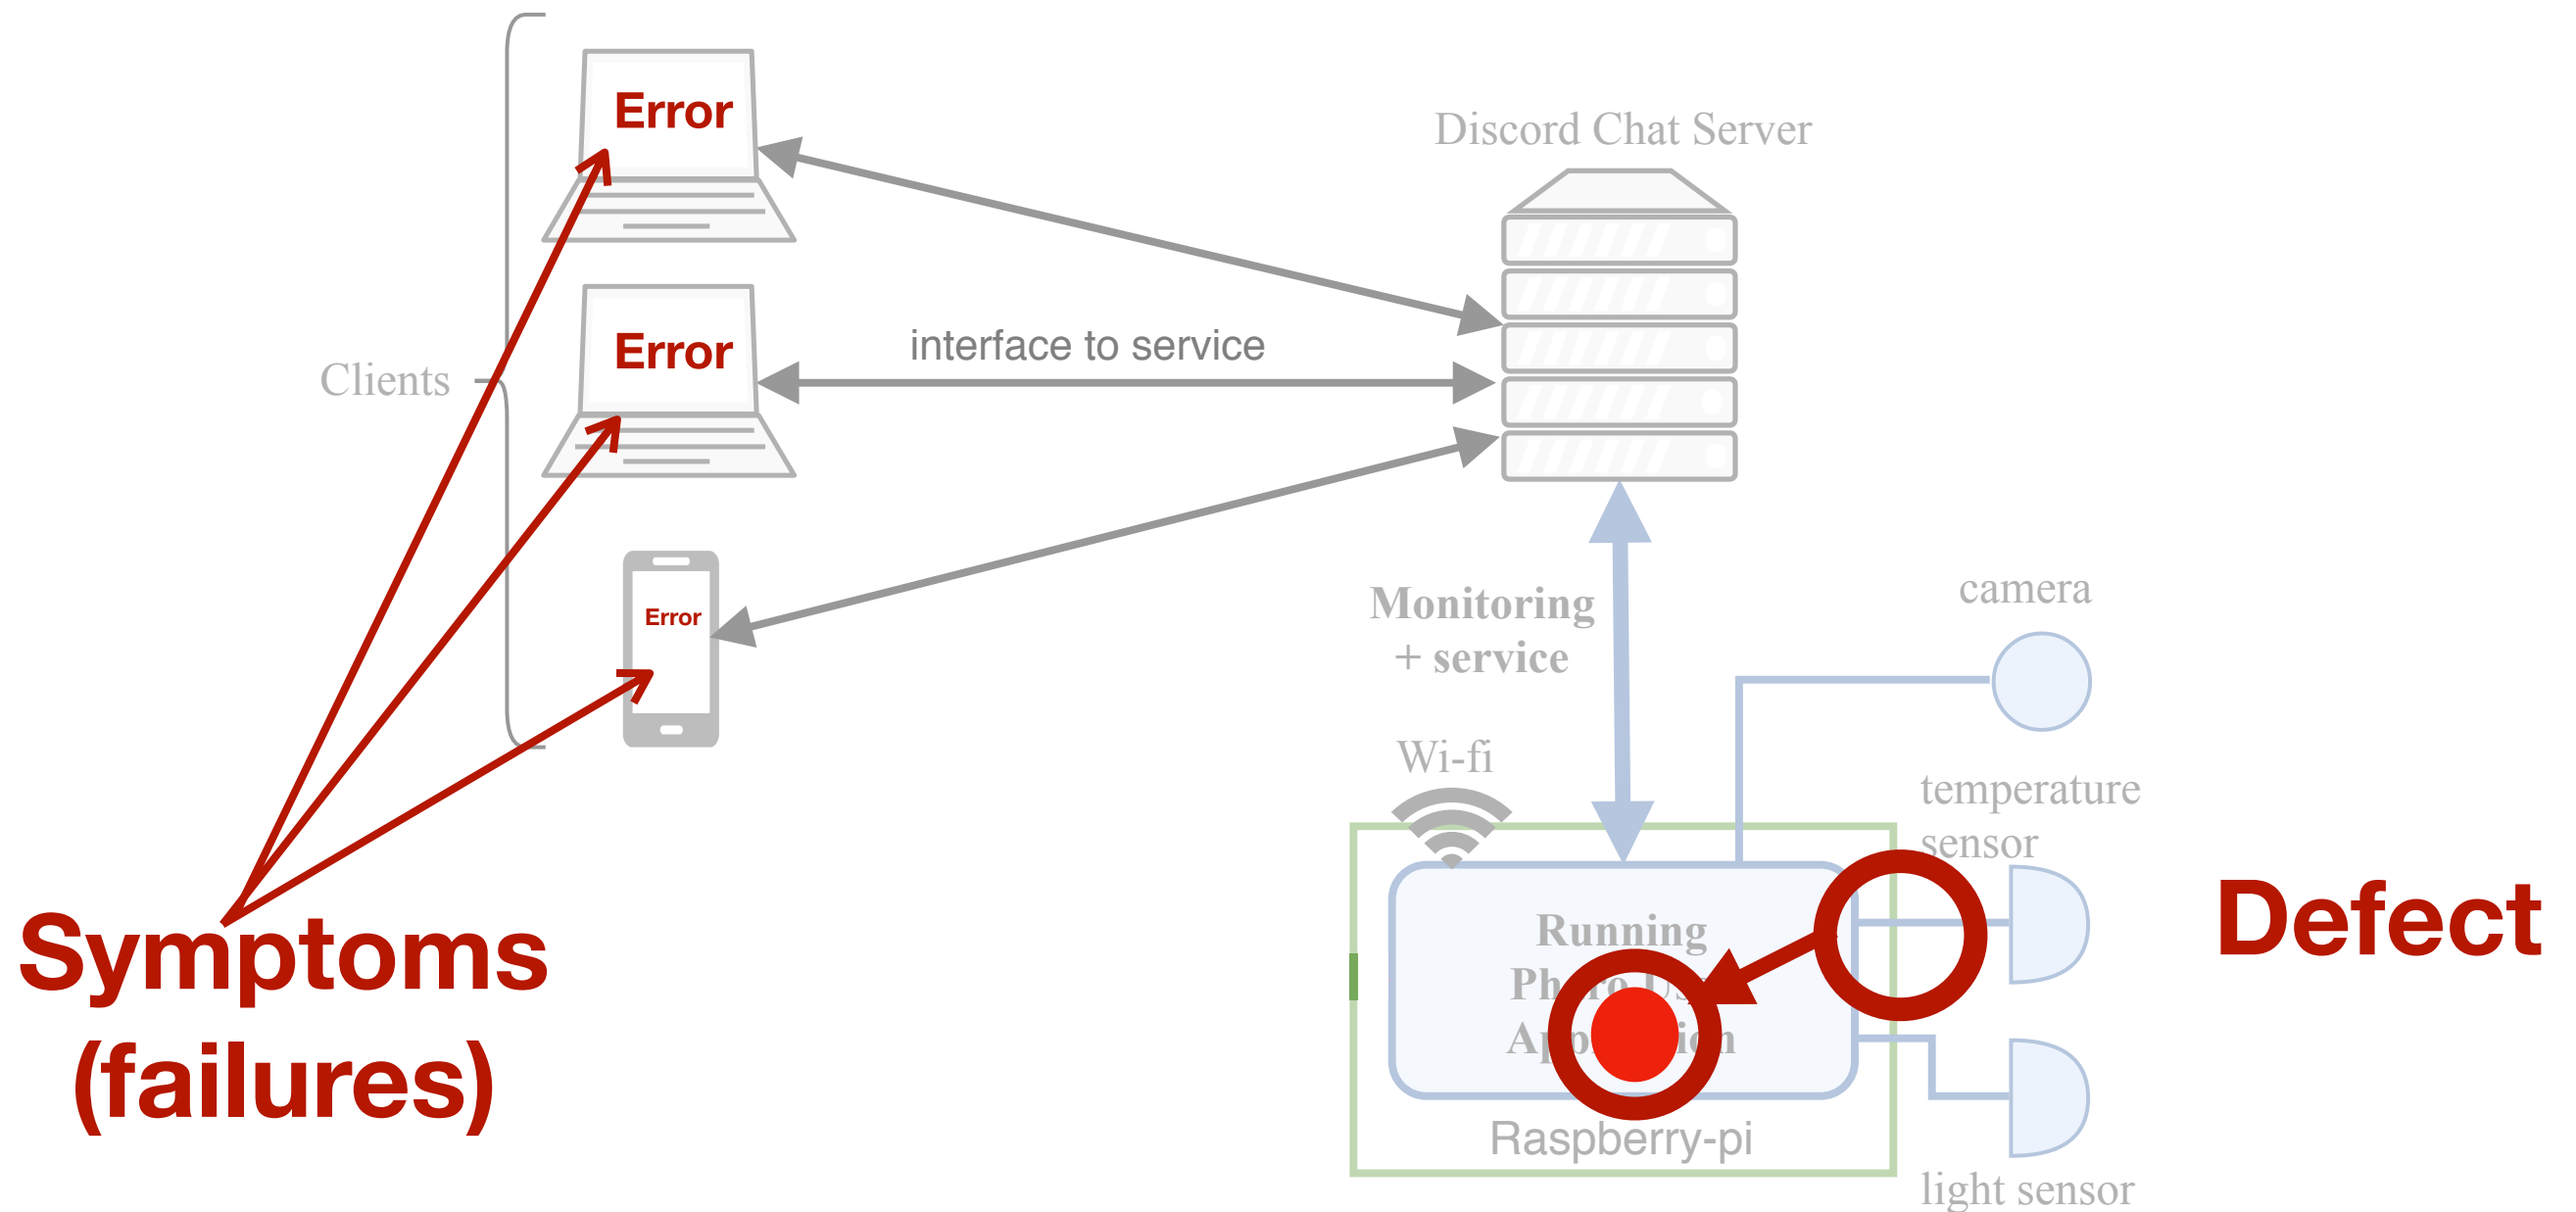 Error
Discord Chat Server
Error
interface to service
Clients
Error
Monitoring
+ service
camera
Wi-fi
temperature
sensor
Symptoms
(failures)
Running
Defect
Raspberry-pi
light sensor